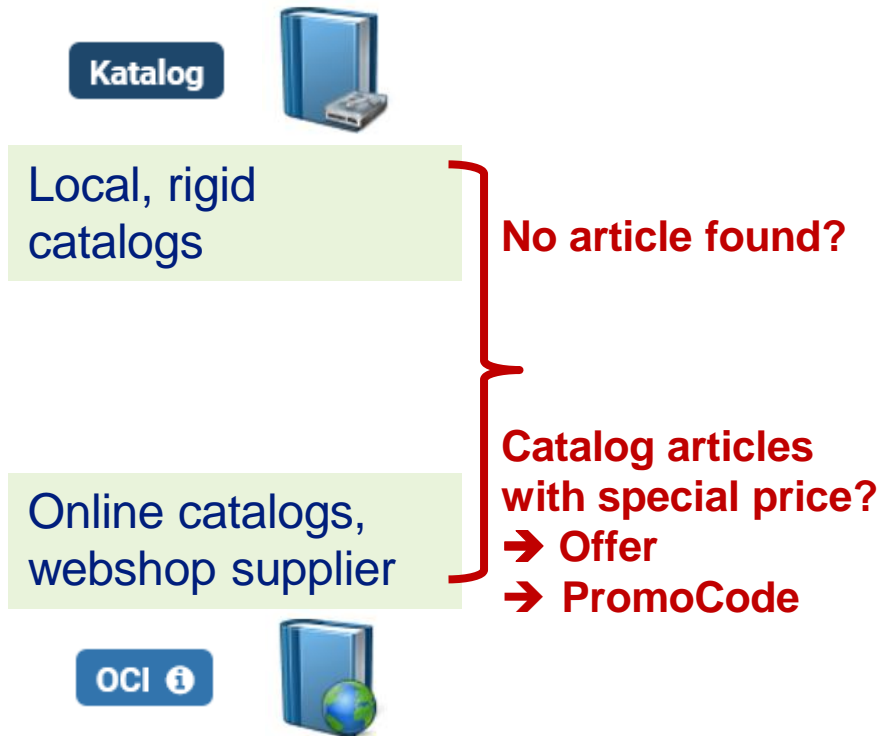 Katalog
Local, rigid
catalogs
No article found?
Catalog articles
with special price?
➔ Offer
➔ PromoCode
Online catalogs,
webshop supplier
OCI